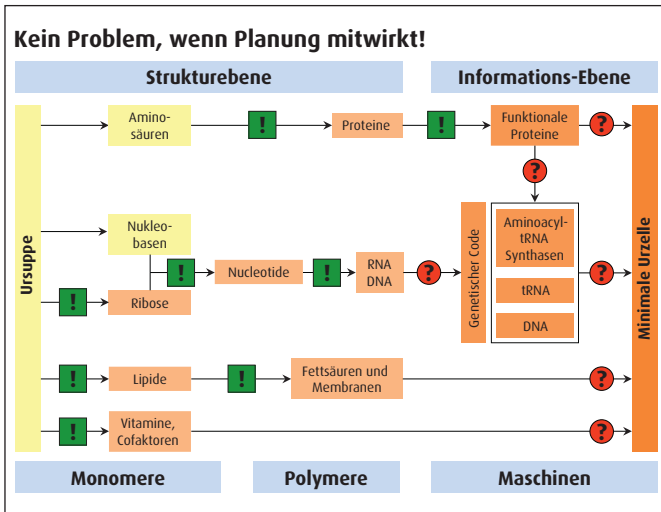 Kein Problem, wenn Planung mitwirkt!
Strukturebene
Informations-Ebene
Ursuppe
Amino-
säuren
!
Proteine
!
Funktionale
Proteine
?
?
Nukleo-
basen
!
Ribose
!
Nucleotide
!
RNA
DNA
?
Genetischer Code
Aminoacyl-
tRNA
Synthasen
tRNA
DNA
?
!
Lipide
!
Fettsäuren und
Membranen
?
!
Vitamine,
Cofaktoren
?
Minimale Urzelle
Monomere
Polymere
Maschinen